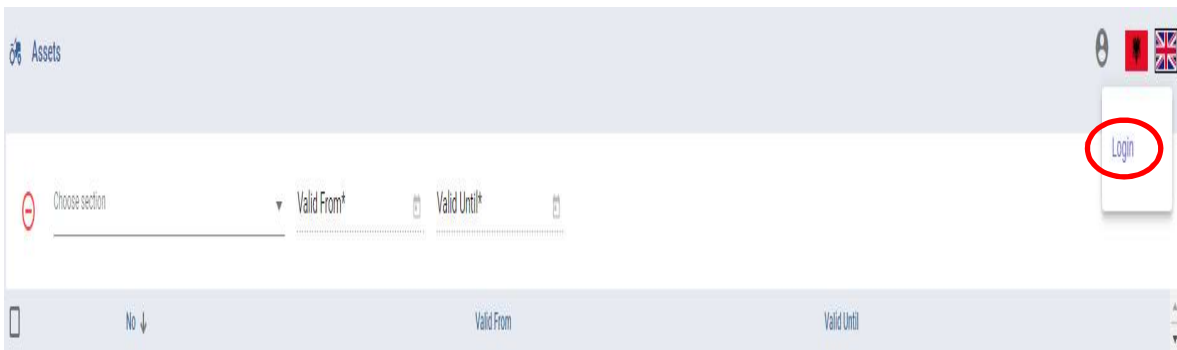 Assets
Login
Choose section
Valid From*
Valid Until*
No
Valid From
Valid Until